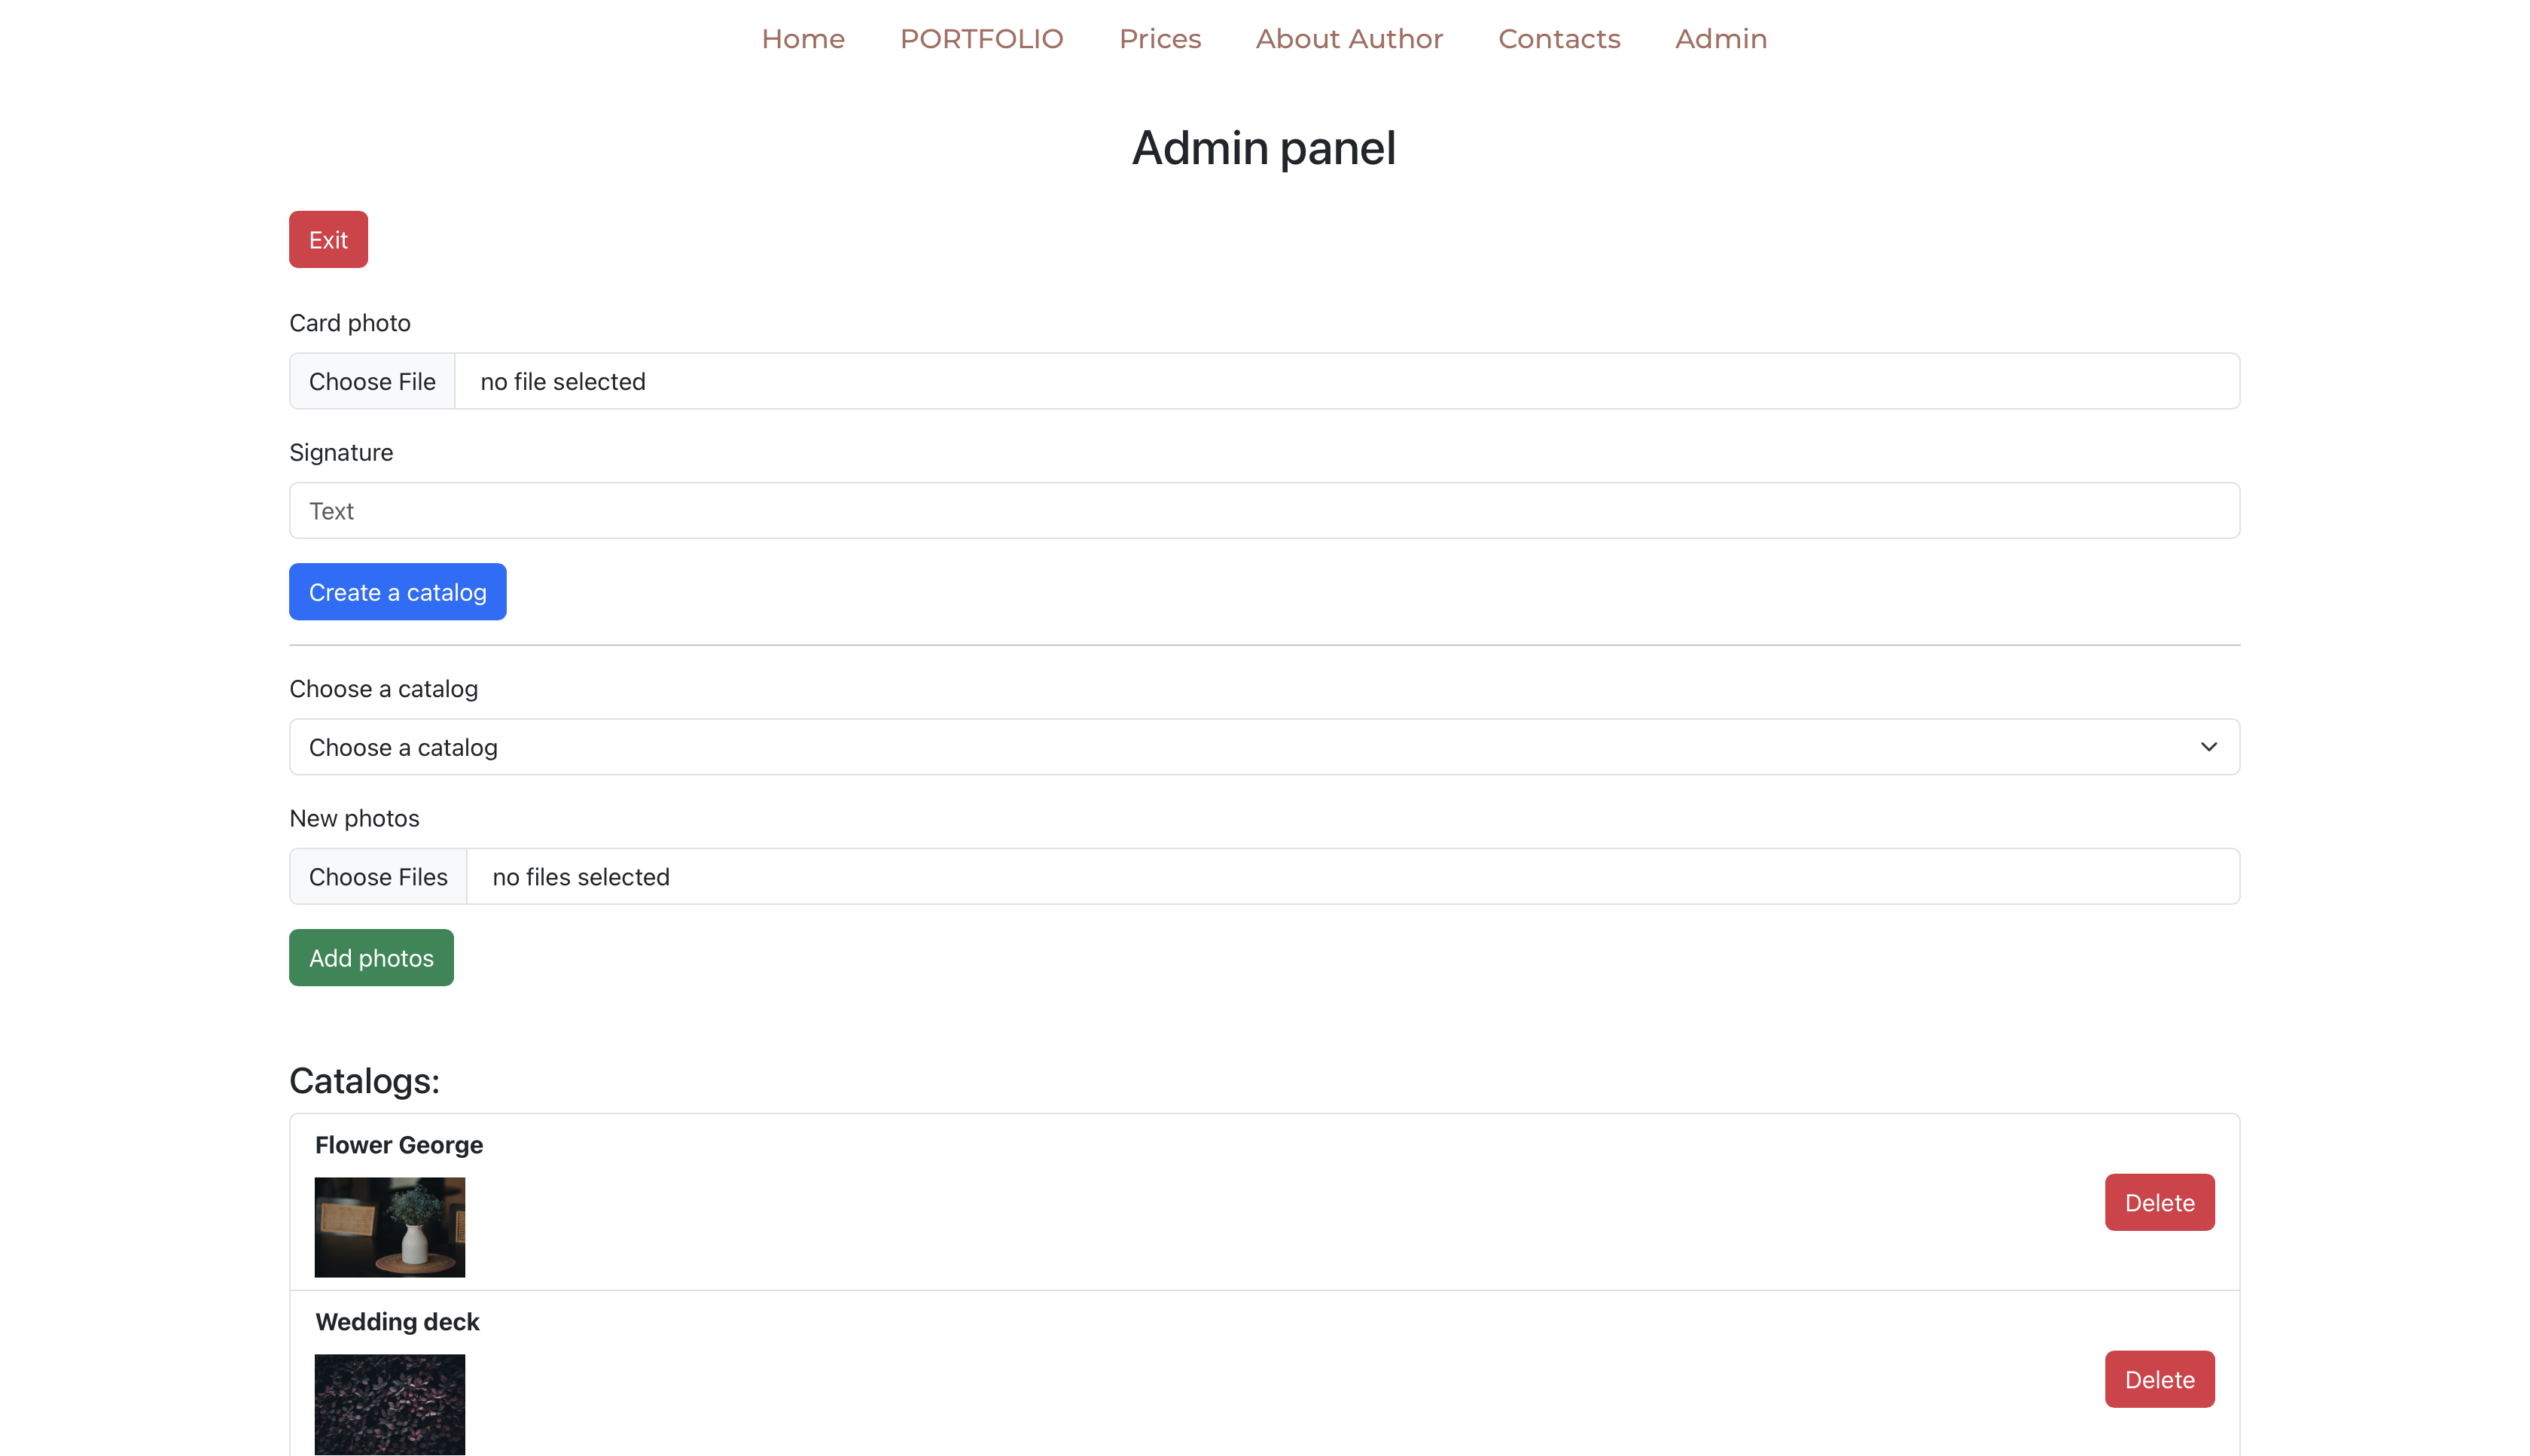 Home PORTFOLIO Prices About Author Contacts Admin
Admin panel
Exit
Card photo
Choose File no file selected
Signature
Text
Create a catalog
Choose a catalog
Choose a catalog
New photos
Choose Files no files selected
Add photos
Catalogs:
Flower George
Delete
Wedding deck
Delete